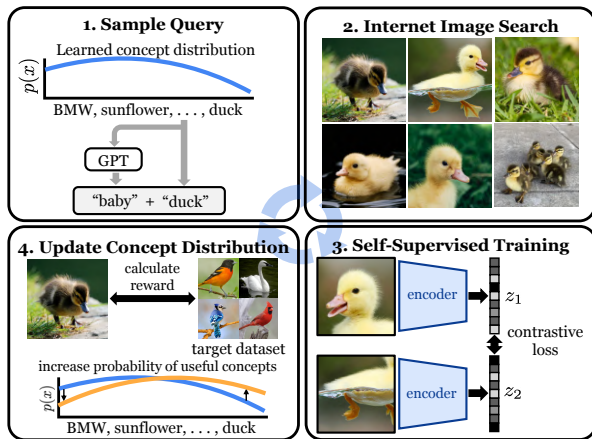 1. Sample Query
Learned concept distribution
p(x)
BMW, sunflower, . . . , duck
GPT
“baby” + “duck”
2. Internet Image Search
4. Update Concept Distribution
calculate
reward
target dataset
increase probability of useful concepts
p(x)
BMW, sunflower, . . . , duck
3. Self-Supervised Training
encoder
z1
contrastive
loss
encoder
z2